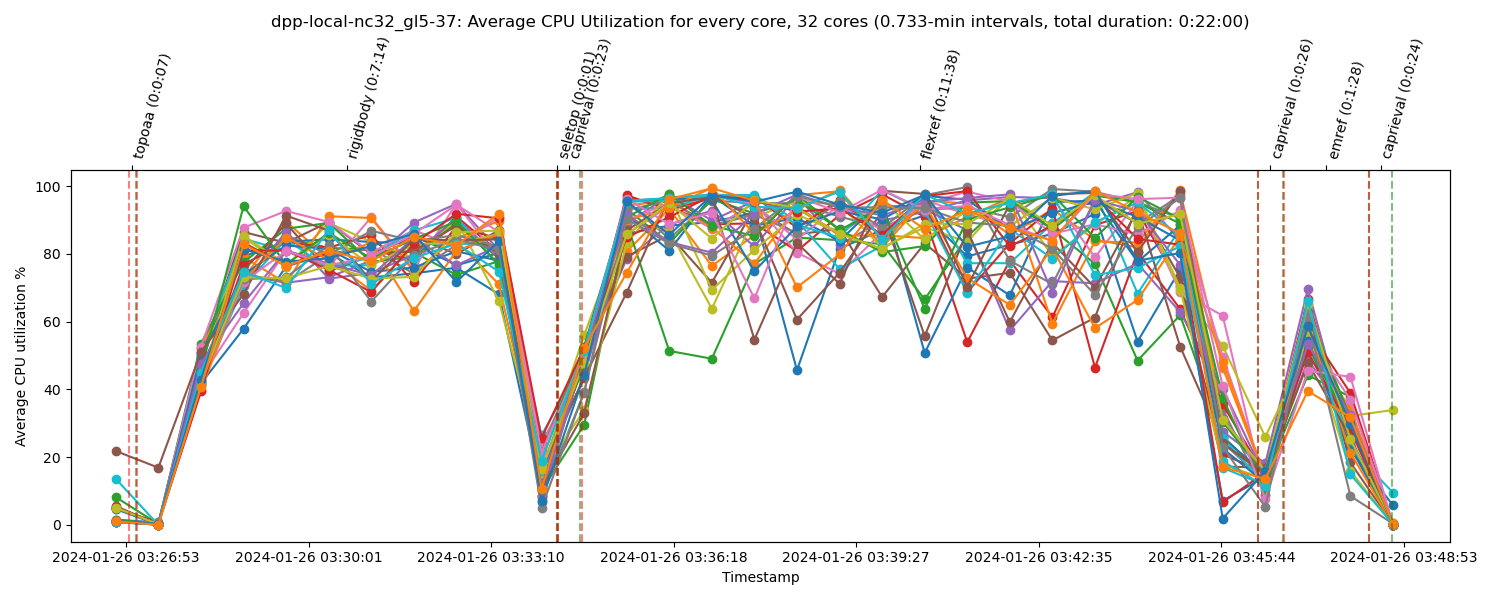 dpp-local-nc32_gl5-37: Average CPU Utilization for every core, 32 cores (0.733-min intervals, total duration: 0:22:00)
topoaa (0:0:07)
rigidbody (0:7:14)
seletop (0:0:01)
caprieval (0:0:23)
flexref (0:11:38)
caprieval (0:0:26)
emref (0:1:28)
caprieval (0:0:24)
Average CPU utilization %
100
80
60
40
20
0
2024-01-26 03:26:53
2024-01-26 03:30:01
2024-01-26 03:33:10
2024-01-26 03:36:18
2024-01-26 03:39:27
2024-01-26 03:42:35
2024-01-26 03:45:44
2024-01-26 03:48:53
Timestamp